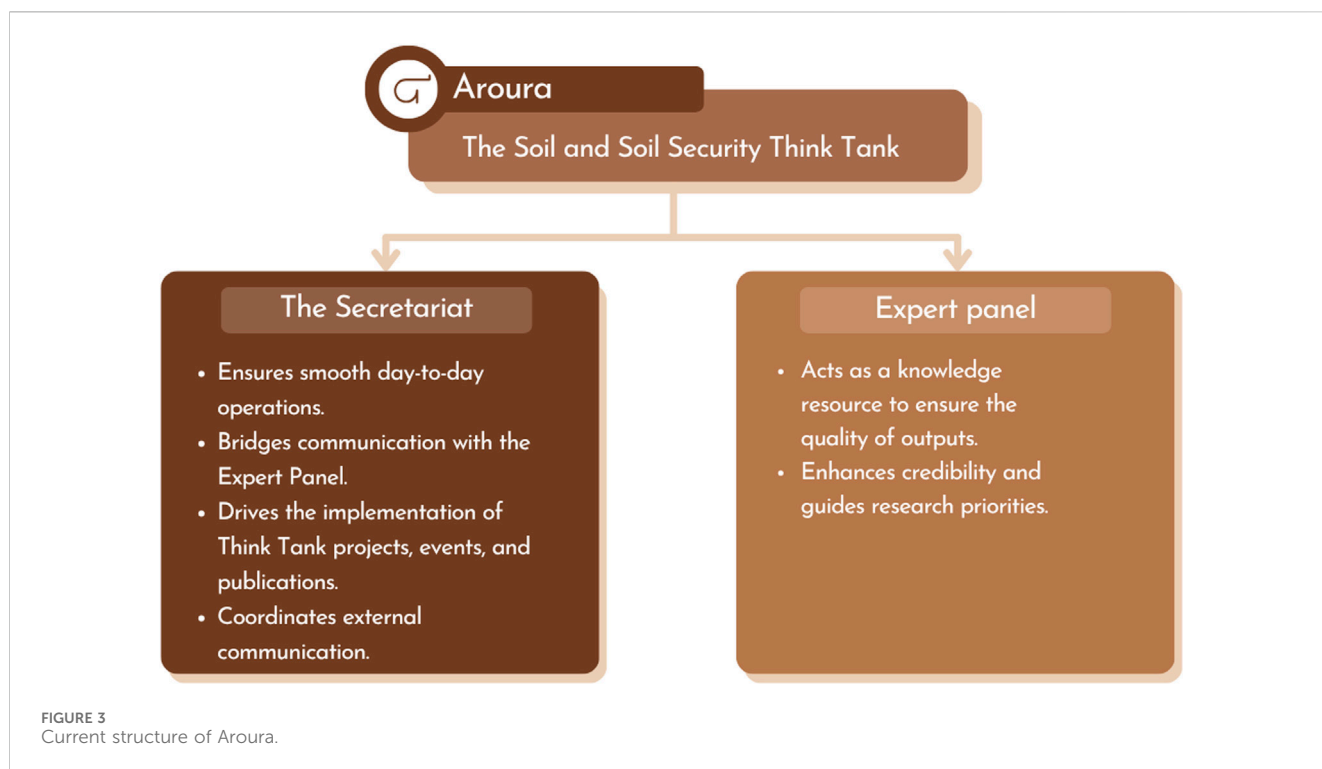 Aroura
The Soil and Soil Security Think Tank
The Secretariat
• Ensures smooth day-to-day
operations.
• Bridges communication with the
Expert Panel.
• Drives the implementation of
Think Tank projects, events, and
publications.
• Coordinates external
communication.
Expert panel
• Acts as a knowledge
resource to ensure the
quality of outputs.
• Enhances credibility and
guides research priorities.
FIGURE 3
Current structure of Aroura.